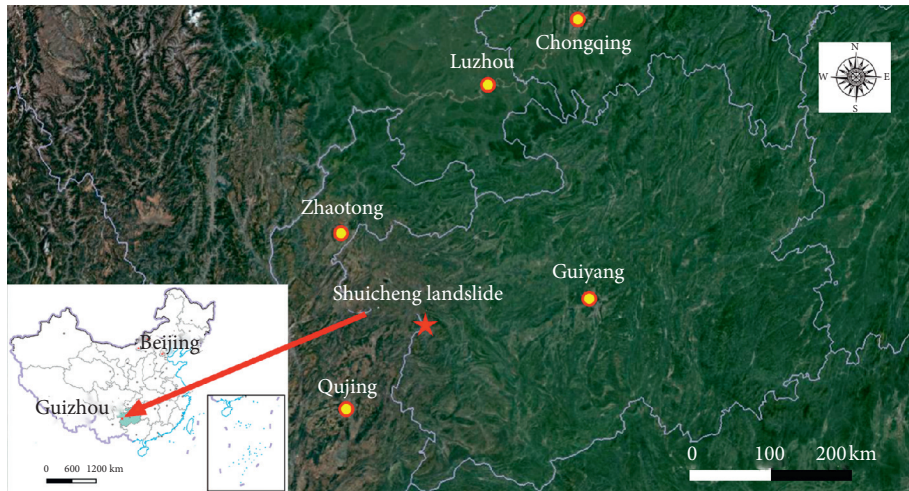 Chongqing
Luzhou
N
W E
S
Zhaotong
Guiyang
Shuicheng landslide
Beijing
Qujing
Guizhou
0 100 200 km
0 600 1200 km